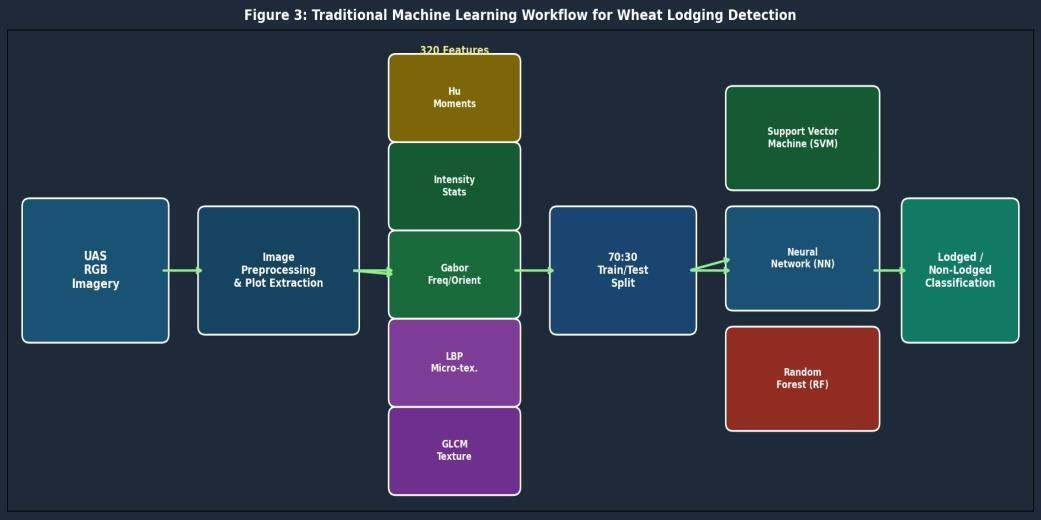 Figure 3: Traditional Machine Learning Workflow for Wheat Lodging Detection
UAS
RGB
Imagery
Image
Preprocessing
& Plot Extraction
320 Features
Hu
Moments
Intensity
Stats
Gabor
Freq/Orient
LBP
Micro-tex.
GLCM
Texture
70:30
Train/Test
Split
Support Vector
Machine (SVM)
Neural
Network (NN)
Random
Forest (RF)
Lodged /
Non-Lodged
Classification